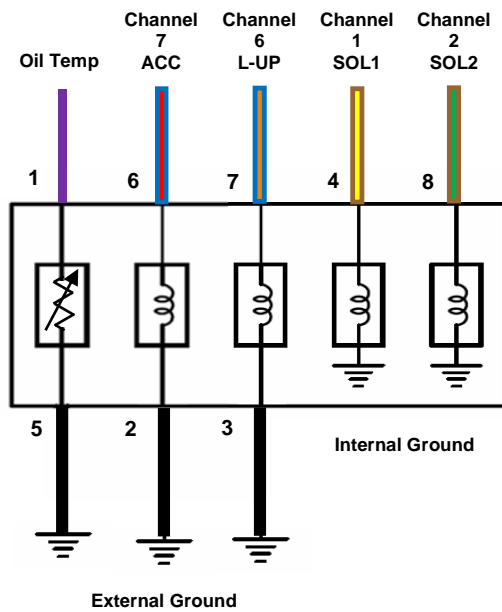 Oil Temp
Channel
7
ACC
Channel
6
L-UP
Channel
1
SOL1
Channel
2
SOL2
1
6
7
4
8
5
2
3
Internal Ground
External Ground